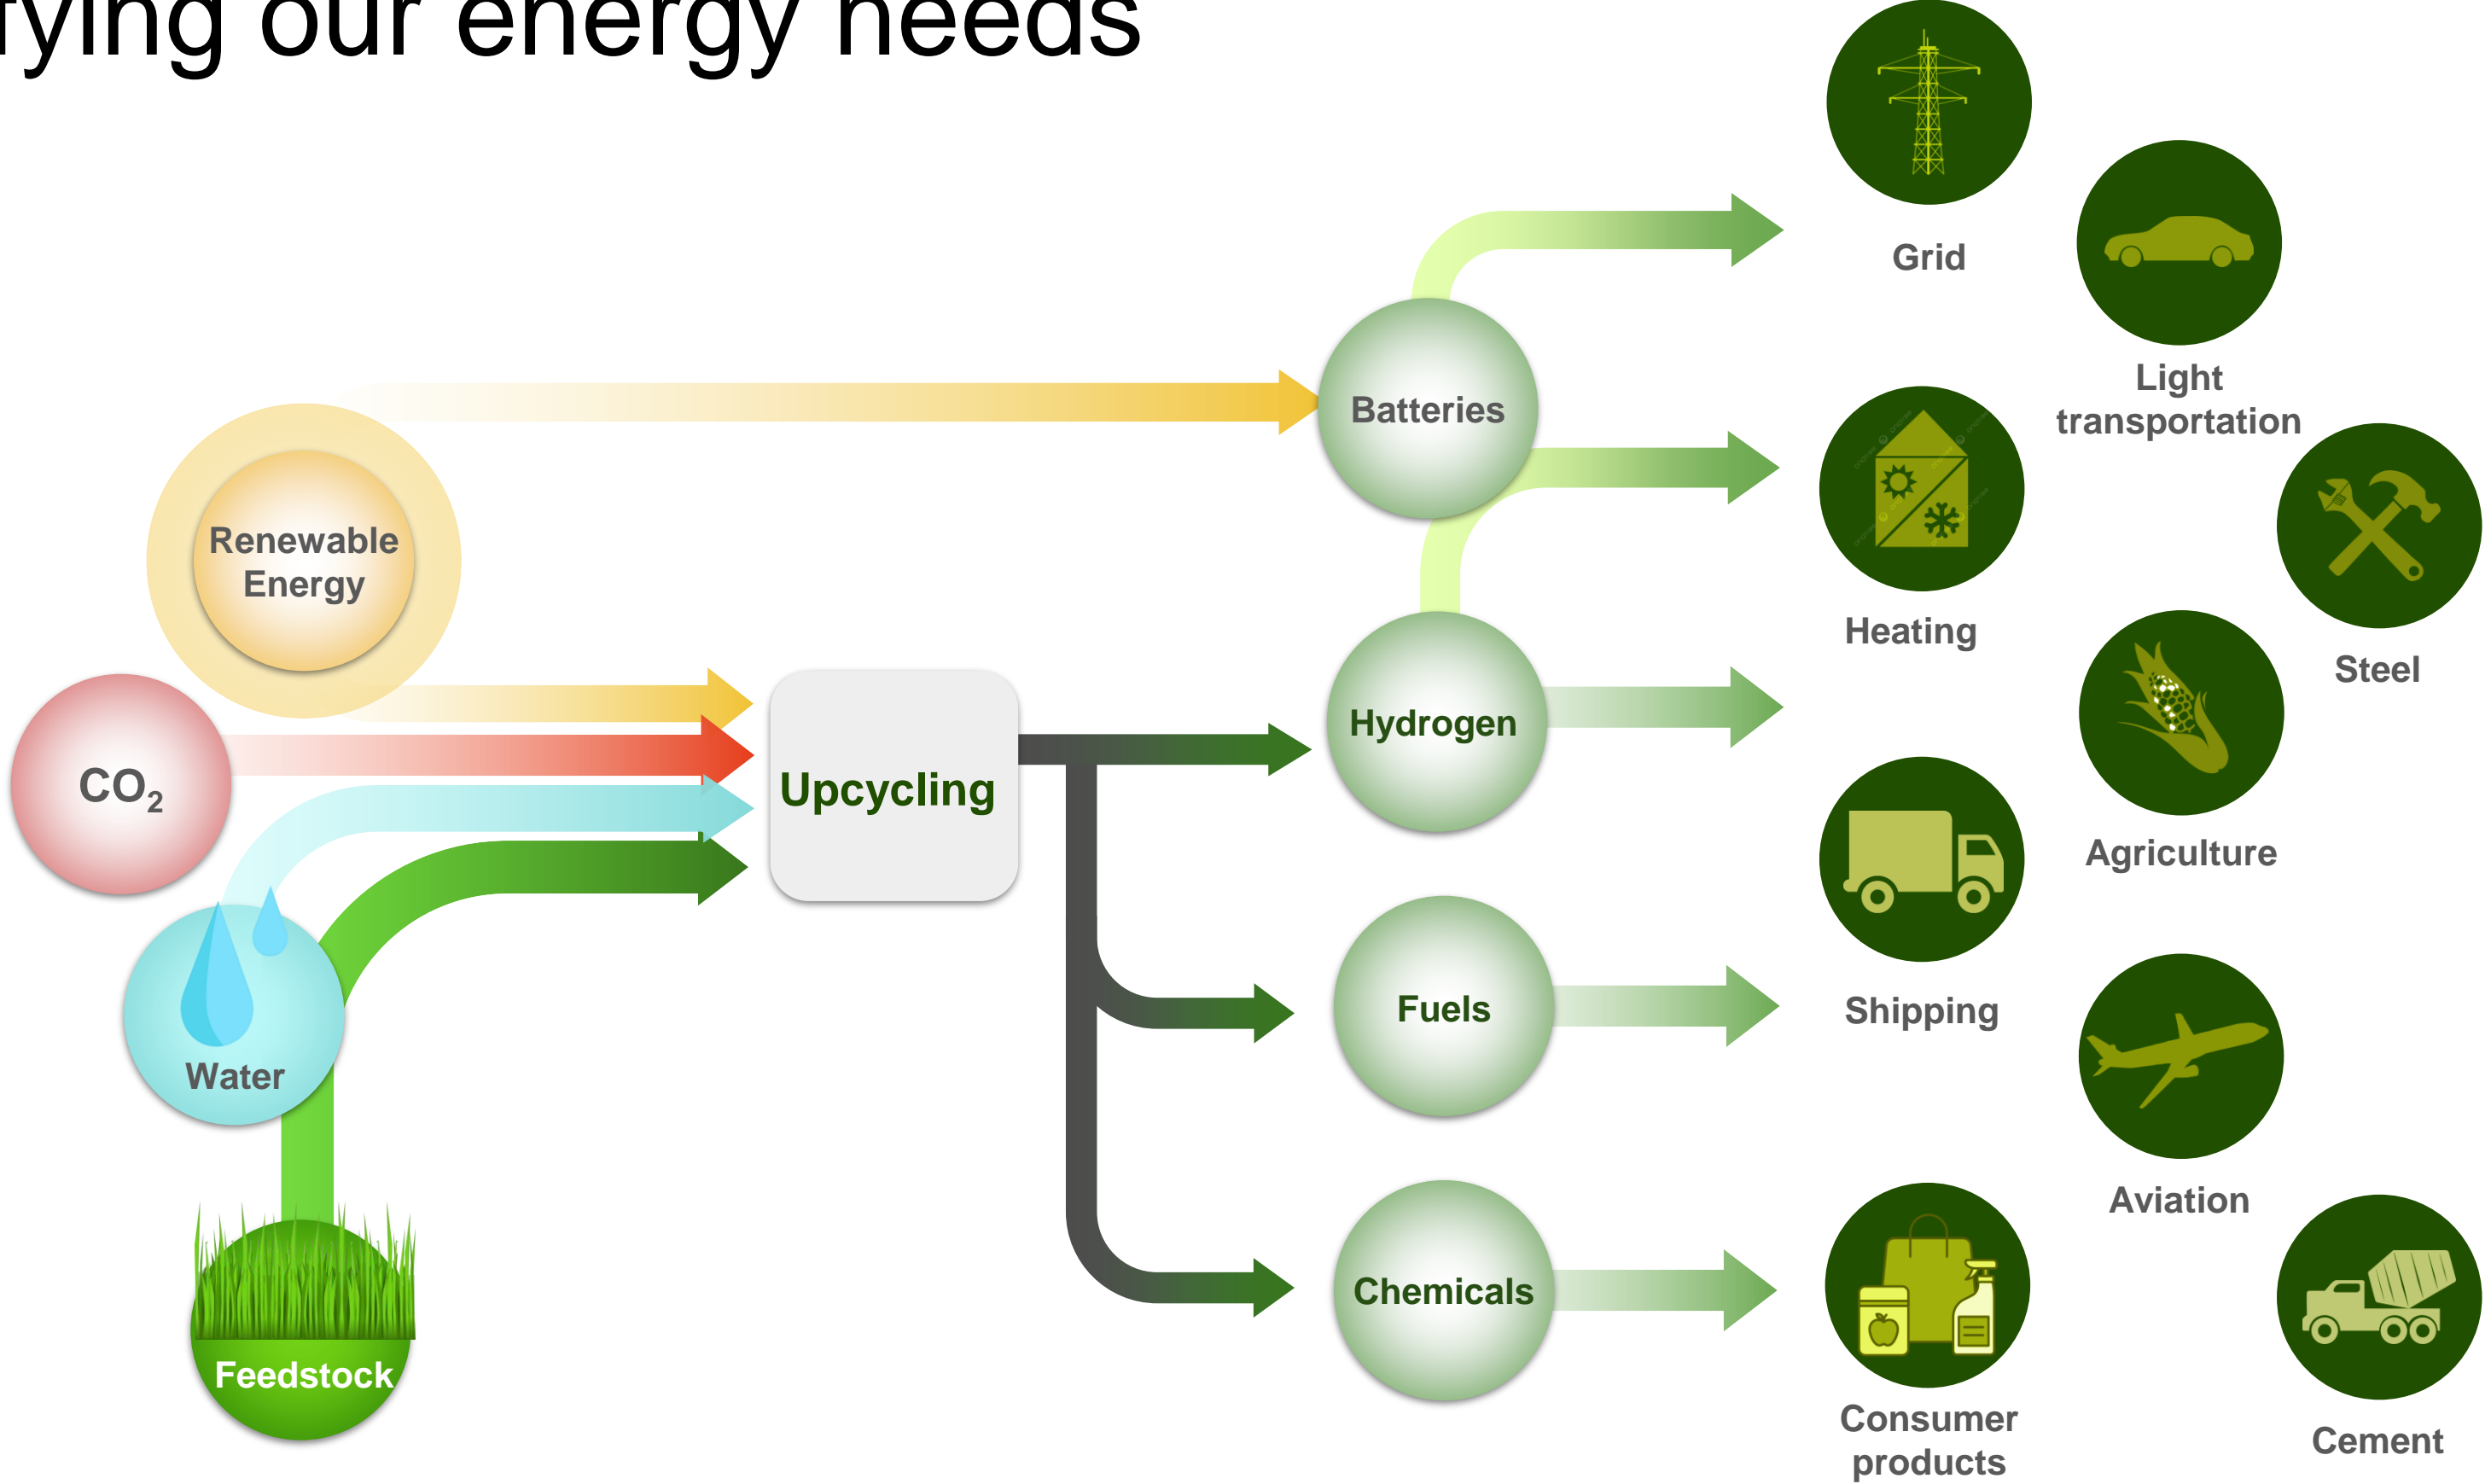 fying our energy needs
Grid
Light
transportation
Batteries
Renewable
Energy
Heating
Steel
Hydrogen
CO₂
Upcycling
Agriculture
Fuels
Shipping
Water
Aviation
Chemicals
Feedstock
Consumer
products
Cement